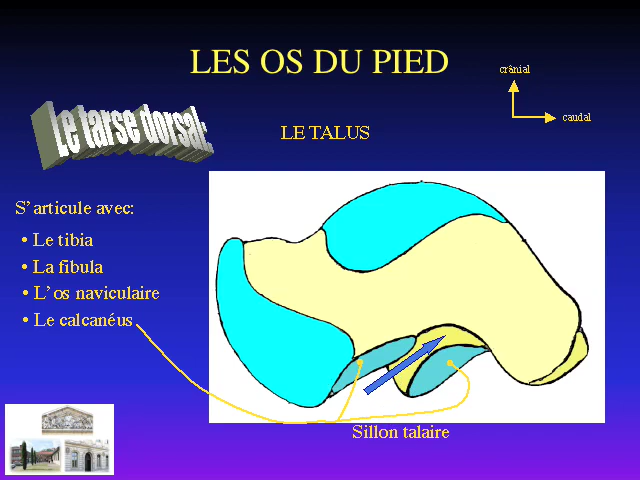 LES OS DU PIED
crânial
caudal
Le tarse dorsal:
LE TALUS
S’articule avec:
• Le tibia
• La fibula
• L’os naviculaire
• Le calcanéus
Sillon talaire